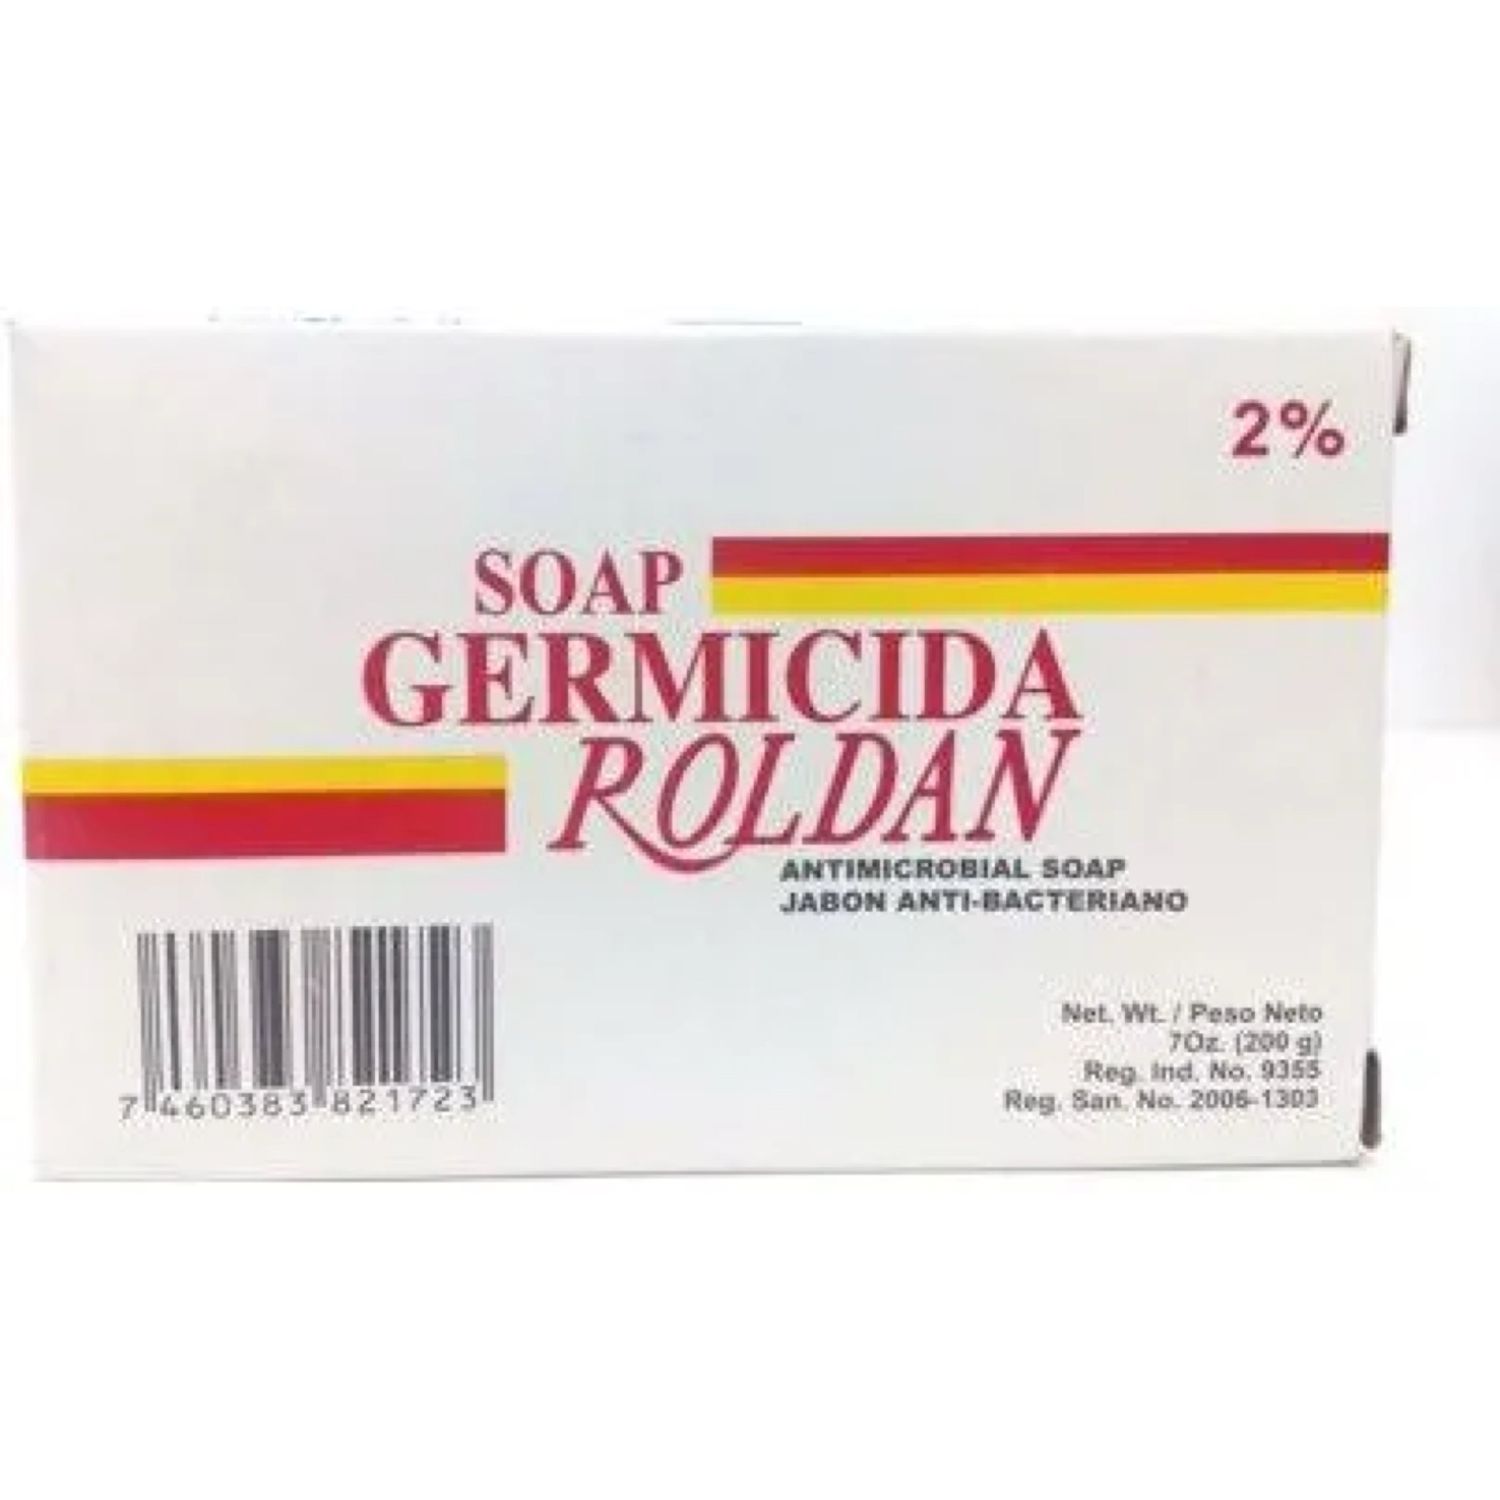 2%
SOAP
GERMICIDA
ROLDAN
ANTIMICROBIAL SOAP
JABON ANTI-BACTERIANO
Net. Wt. / Peso Neto
7Oz. (200 g)
Reg. Ind. No. 9355
Reg. San. No. 2006-1303
7 460383 821723